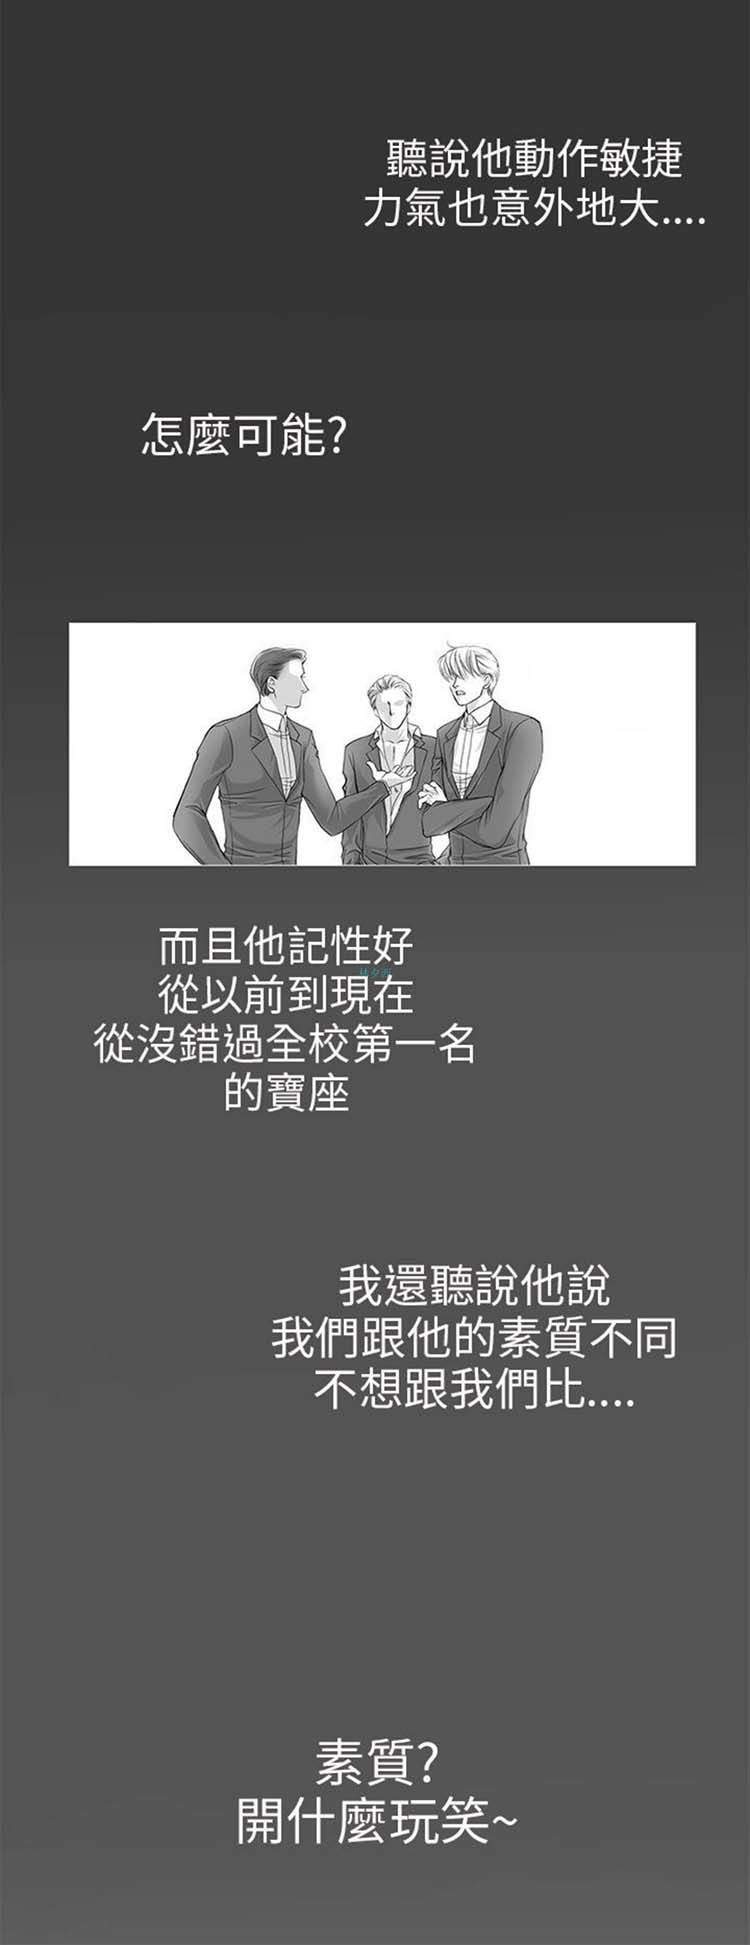 聽說他動作敏捷
力氣也意外地大....
怎麼可能?
而且他記性好
從以前到現在
從沒錯過全校第一名
的寶座
我還聽說他說
我們跟他的素質不同
不想跟我們比....
素質?
開什麼玩笑~